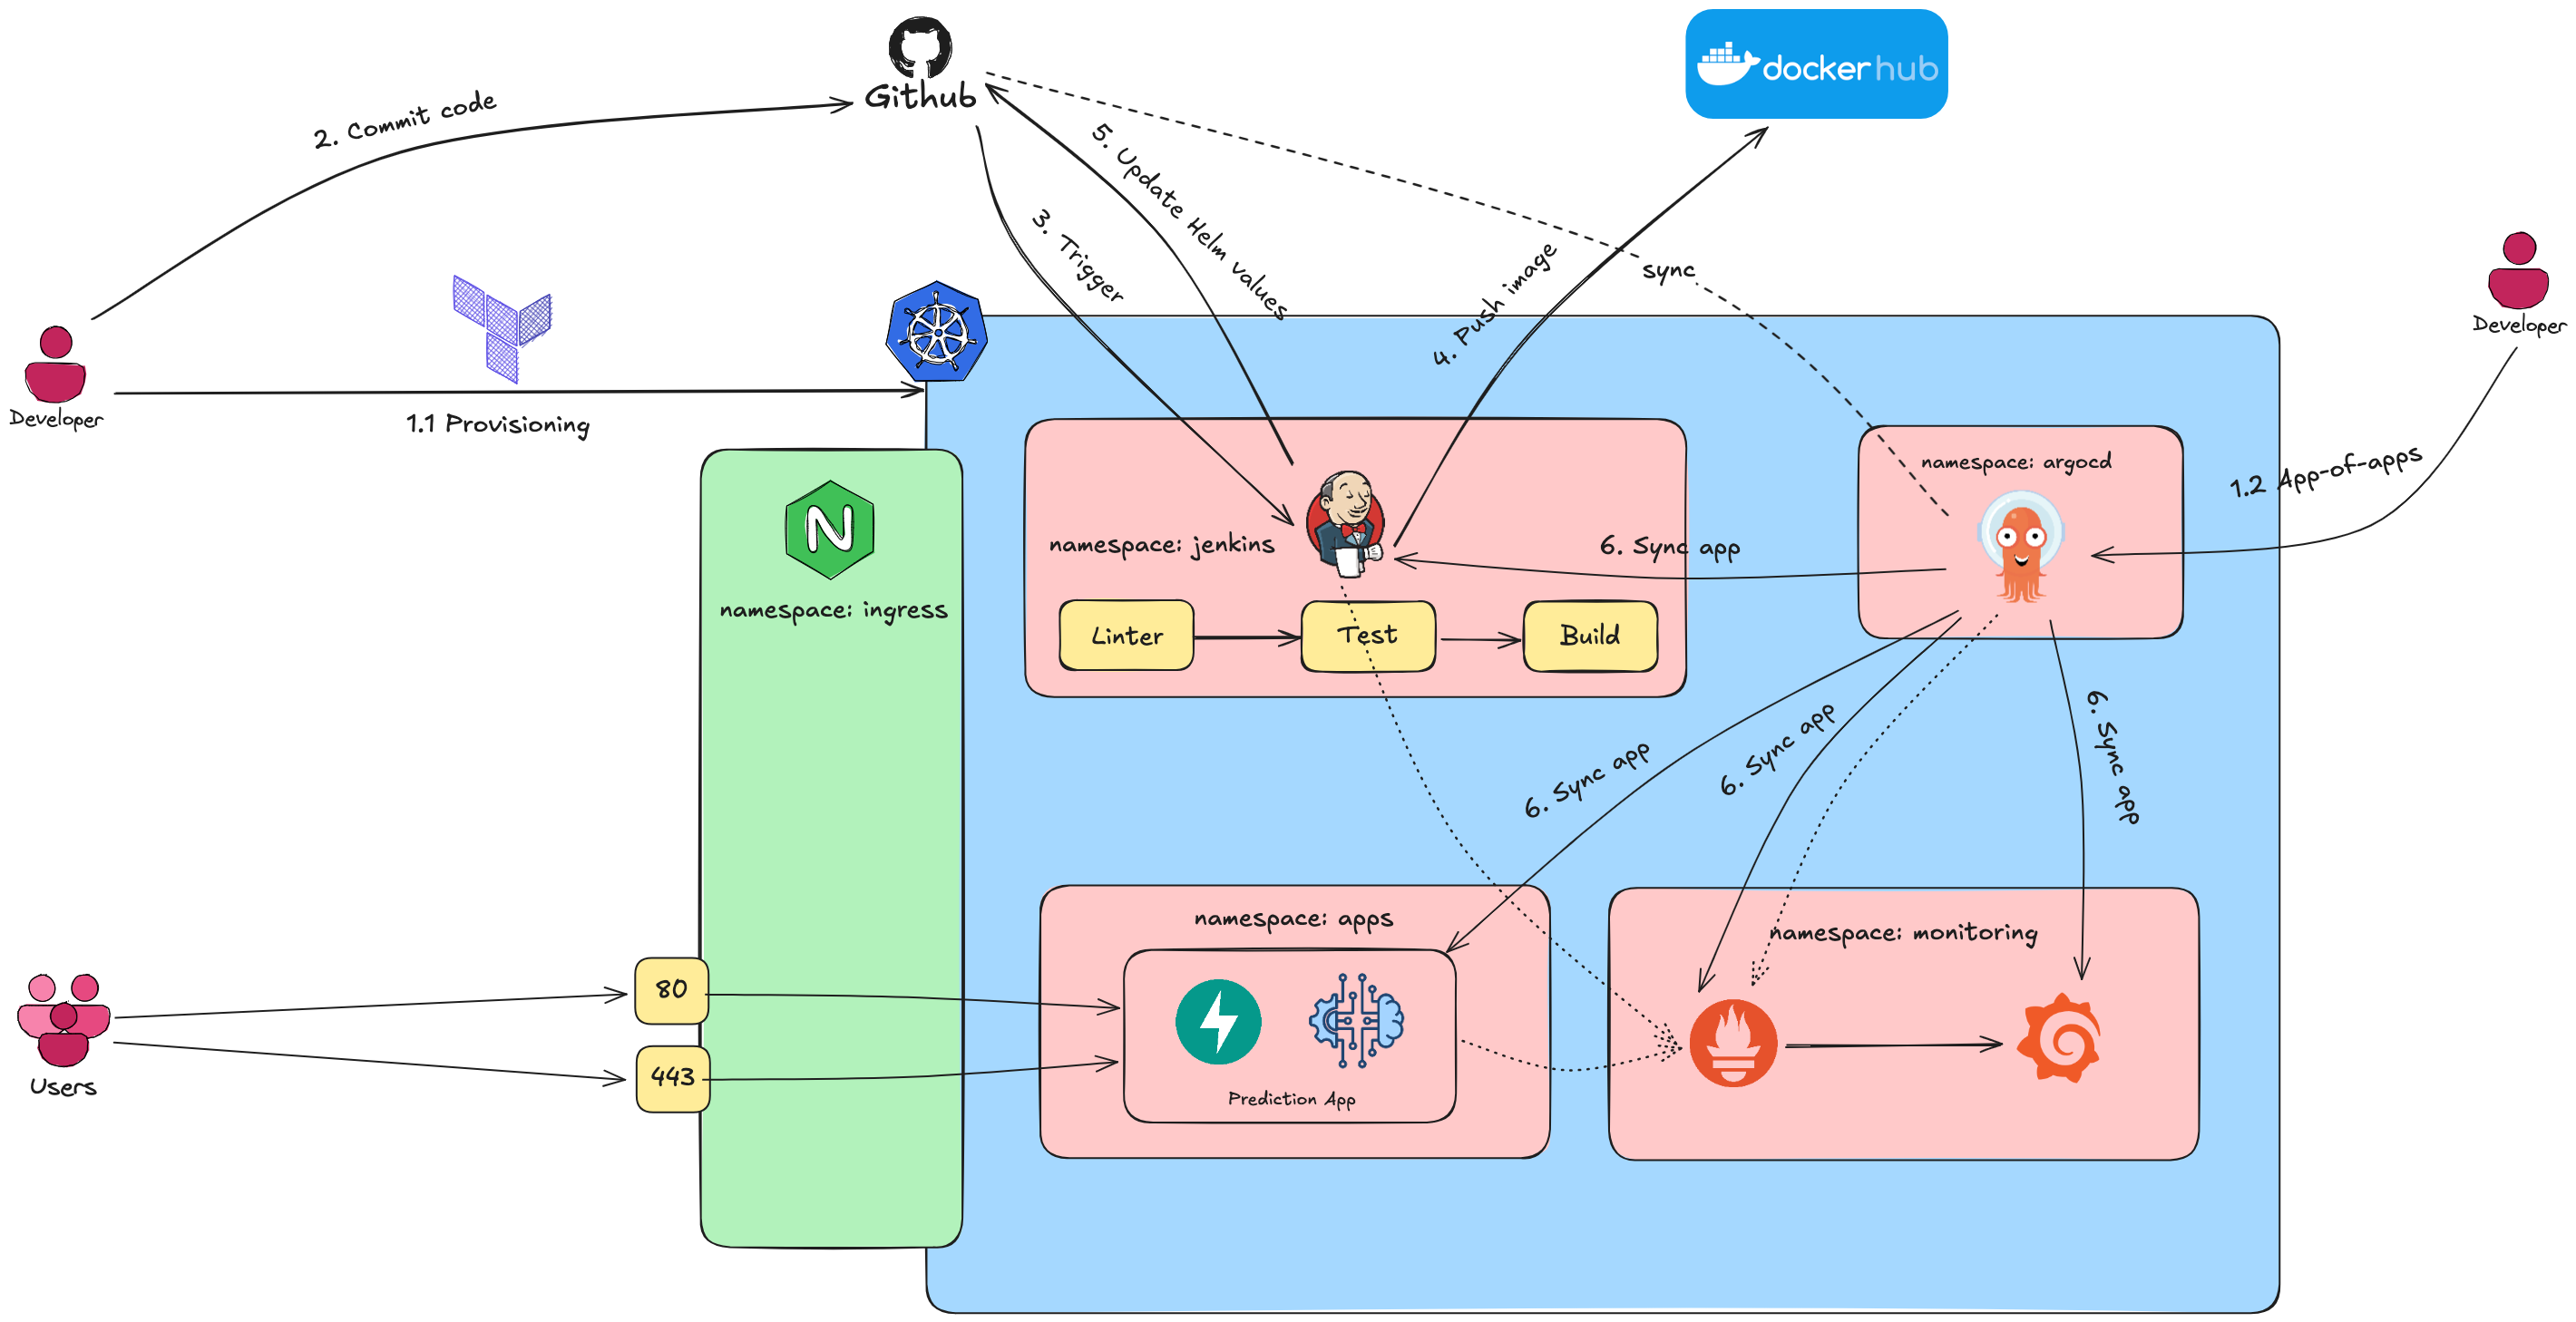 Github
docker hub
2. Commit code
5. Update Helm values
3. Trigger
4. Push image
sync
Developer
Developer
1.1 Provisioning
1.2 App-of-apps
namespace: argocd
N
namespace: jenkins
6. Sync app
namespace: ingress
Linter
Test
Build
6. Sync app
6. Sync app
6. Sync app
namespace: apps
namespace: monitoring
80
443
Users
Prediction App